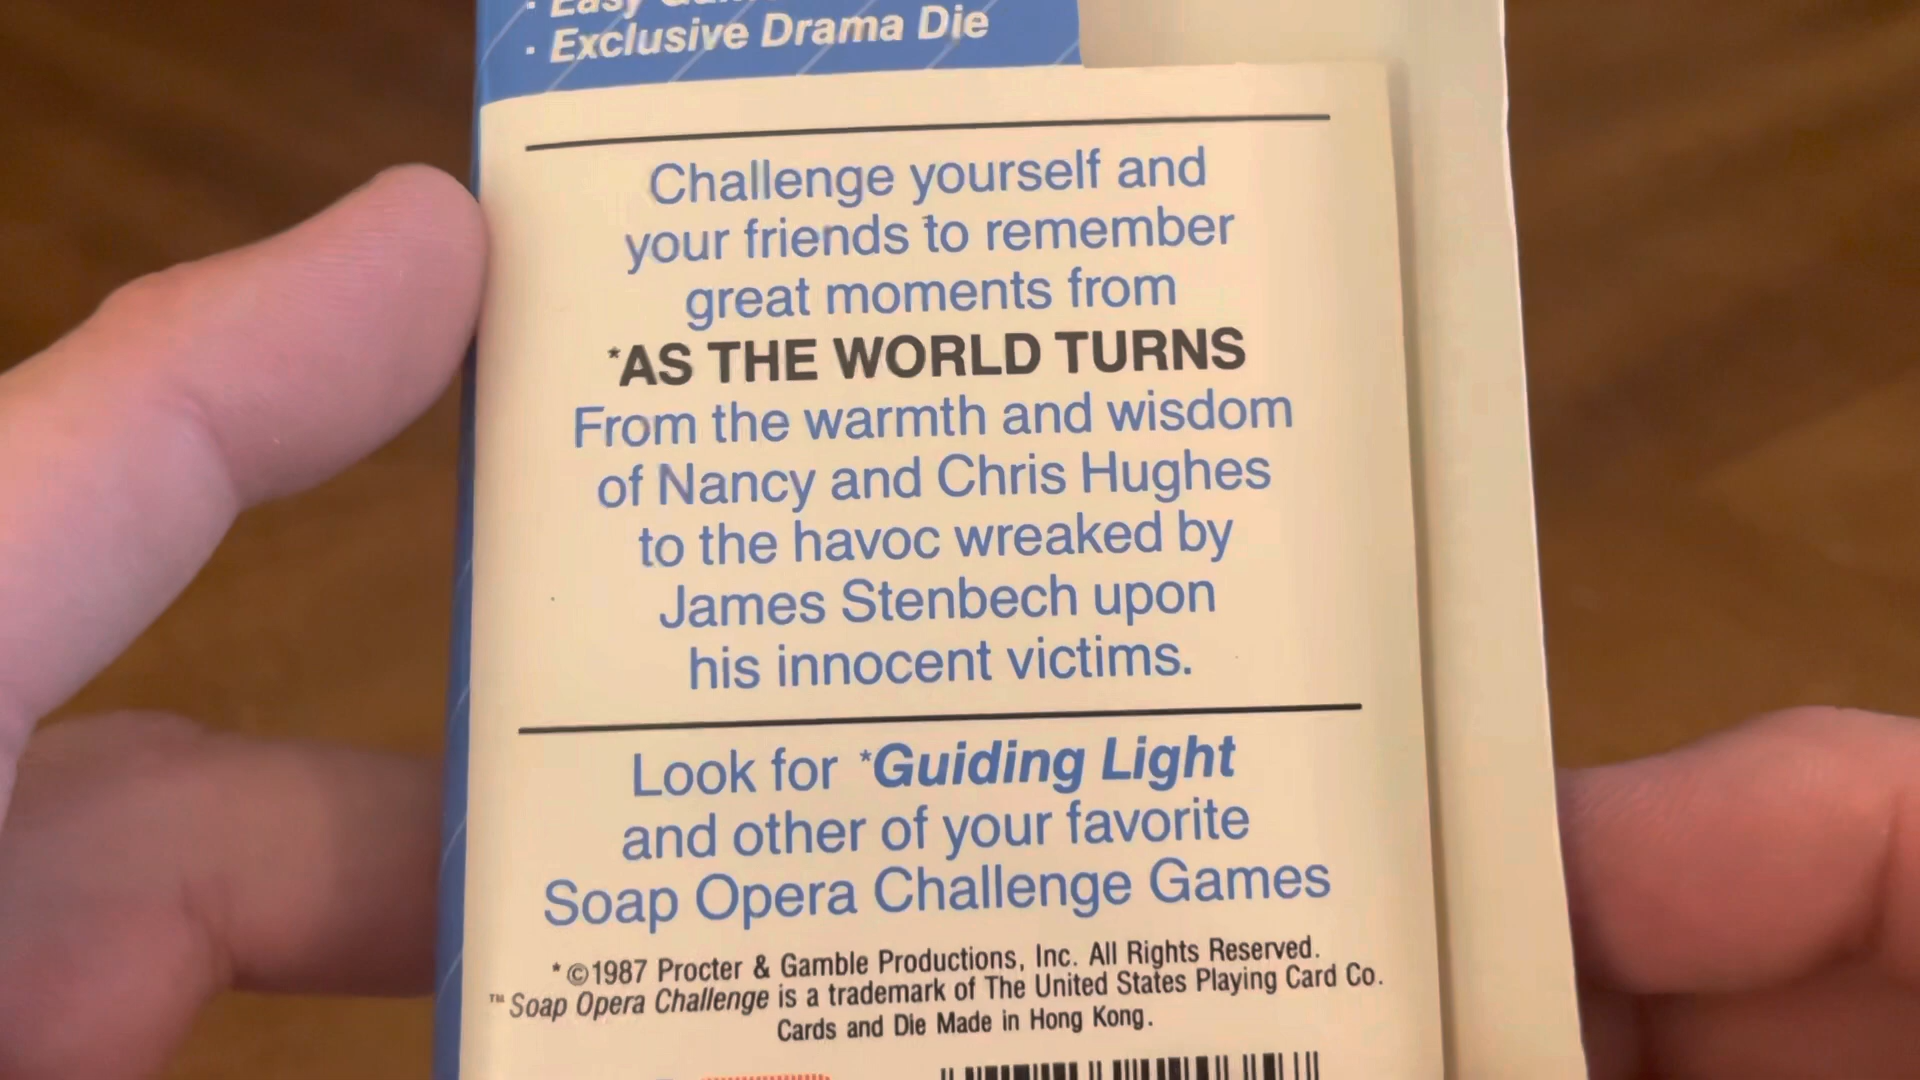 · Easy
· Exclusive Drama Die
Challenge yourself and
your friends to remember
great moments from
*AS THE WORLD TURNS
From the warmth and wisdom
of Nancy and Chris Hughes
to the havoc wreaked by
James Stenbech upon
his innocent victims.
Look for *Guiding Light
and other of your favorite
Soap Opera Challenge Games
*©1987 Procter & Gamble Productions, Inc. All Rights Reserved.
™Soap Opera Challenge is a trademark of The United States Playing Card Co.
Cards and Die Made in Hong Kong.